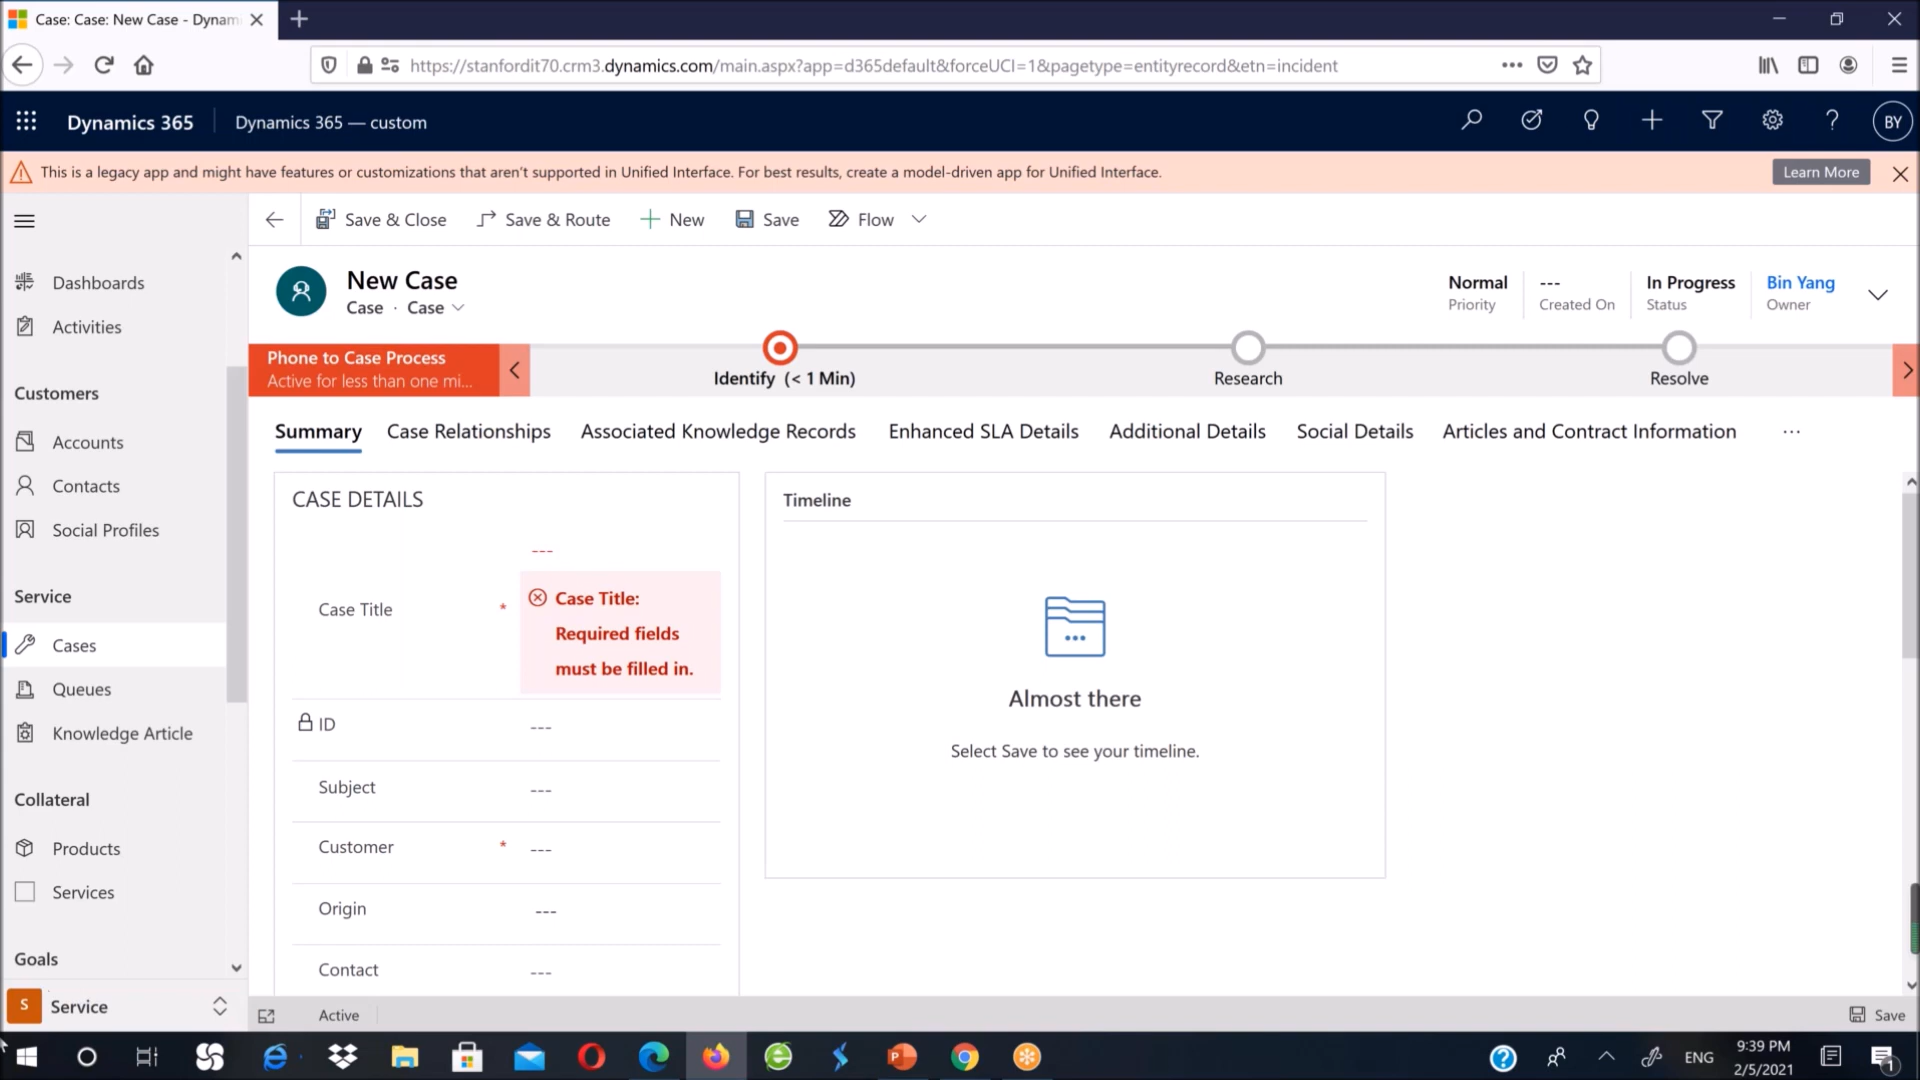 Case: Case: New Case - Dynami
https://stanfordit70.crm3.dynamics.com/main.aspx?app=d365default&forceUCI=1&pagetype=entityrecord&etn=incident
Dynamics 365
Dynamics 365 — custom
BY
This is a legacy app and might have features or customizations that aren't supported in Unified Interface. For best results, create a model-driven app for Unified Interface.
Learn More
Save & Close
Save & Route
New
Save
Flow
Dashboards
Activities
Customers
Accounts
Contacts
Social Profiles
Service
Cases
Queues
Knowledge Article
Collateral
Products
Services
Goals
S
Service
New Case
Case · Case
Normal
Priority
---
Created On
In Progress
Status
Bin Yang
Owner
Phone to Case Process
Active for less than one mi...
Identify (< 1 Min)
Research
Resolve
Summary
Case Relationships
Associated Knowledge Records
Enhanced SLA Details
Additional Details
Social Details
Articles and Contract Information
...
CASE DETAILS
---
Case Title *
Case Title:
Required fields
must be filled in.
ID ---
Subject ---
Customer * ---
Origin ---
Contact ---
Timeline
Almost there
Select Save to see your timeline.
Active
Save
ENG
9:39 PM
2/5/2021
1